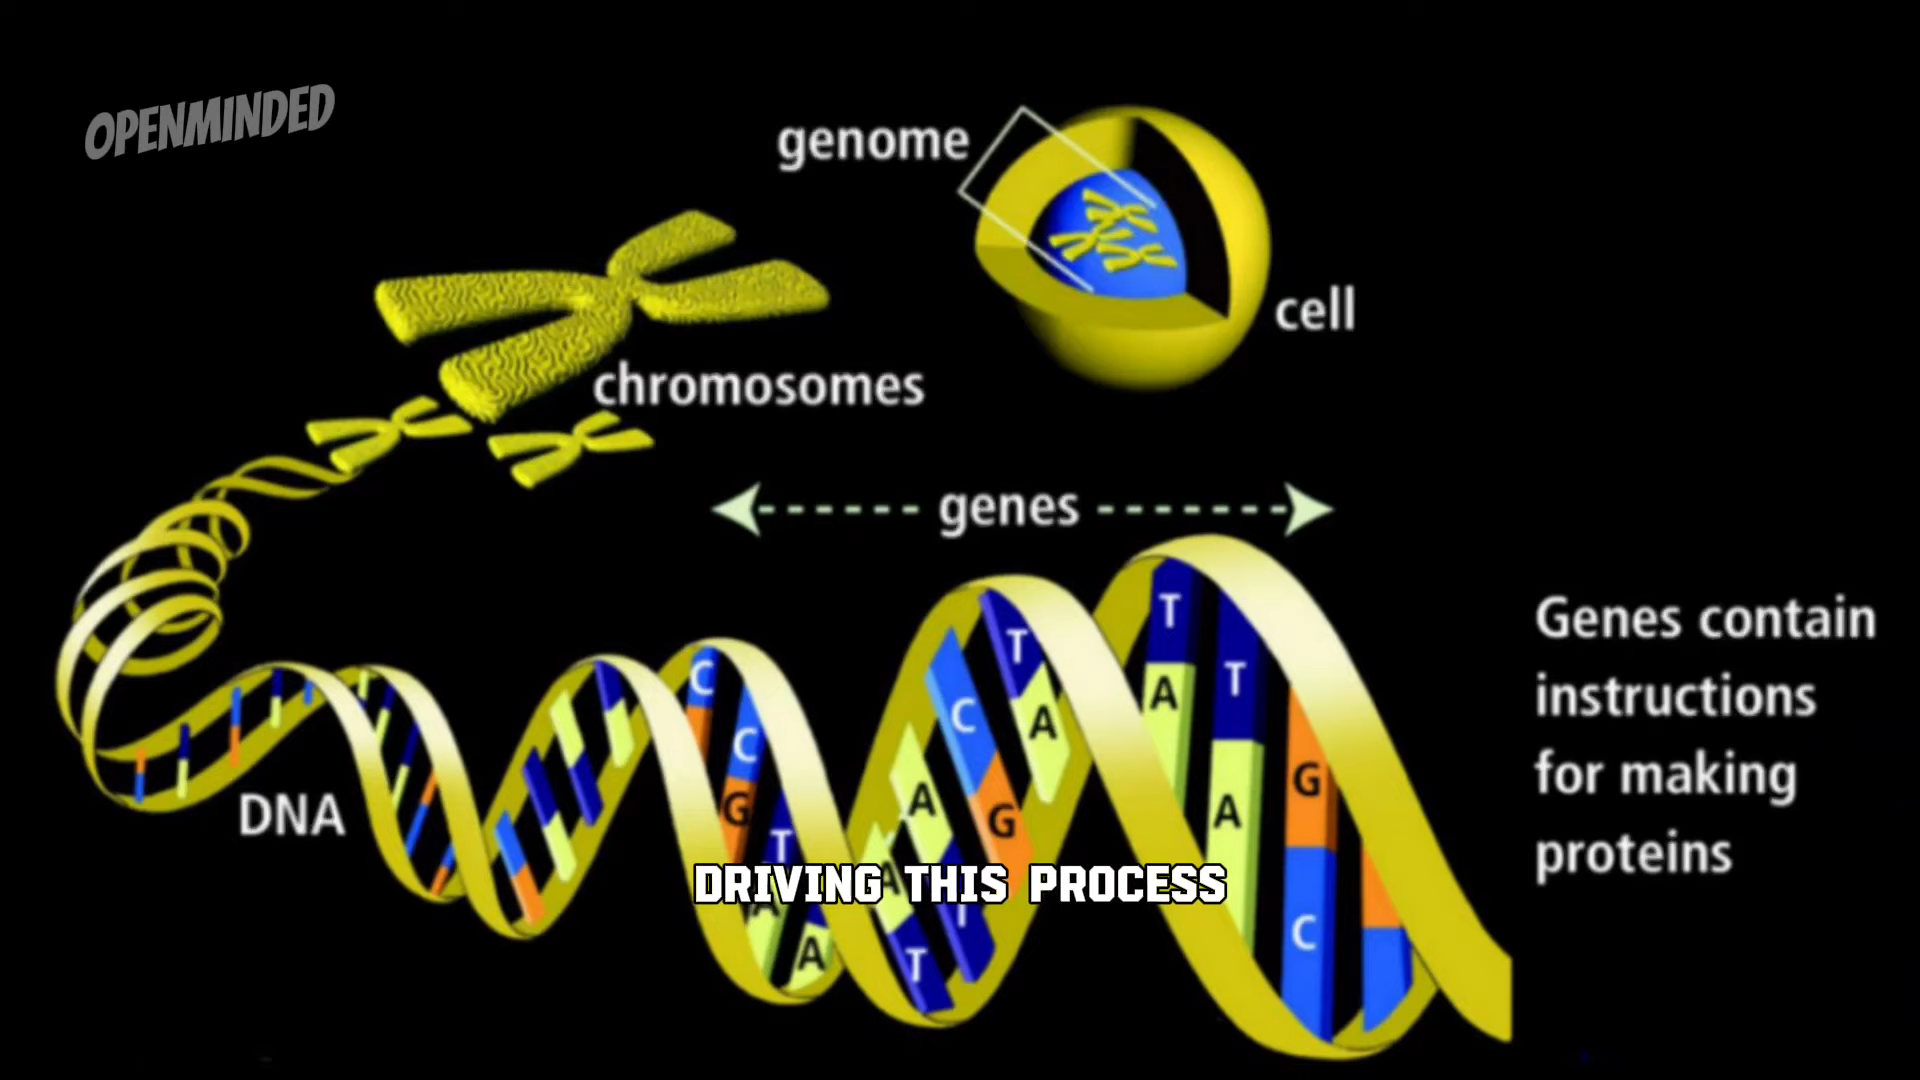 OPENMINDED
genome
cell
chromosomes
genes
DNA
Genes contain
instructions
for making
proteins
C
C
G
T
A
A
A
A
T
T
C
G
T
A
T
A
T
A
G
C
DRIVING THIS PROCESS